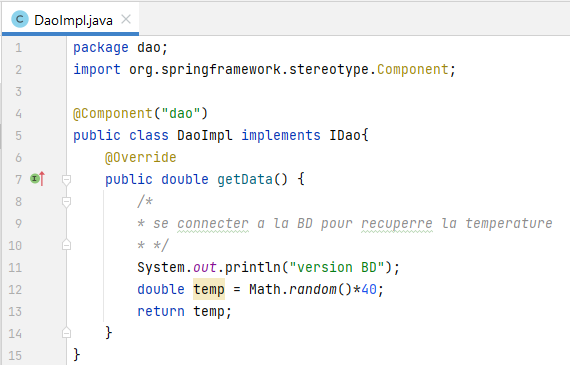 DaoImpl.java
1 package dao;
2 import org.springframework.stereotype.Component;
3
4 @Component("dao")
5 public class DaoImpl implements IDao{
6 @Override
7 public double getData() {
8 /*
9 * se connecter a la BD pour recuperre la temperature
10 * */
11 System.out.println("version BD");
12 double temp = Math.random()*40;
13 return temp;
14 }
15 }